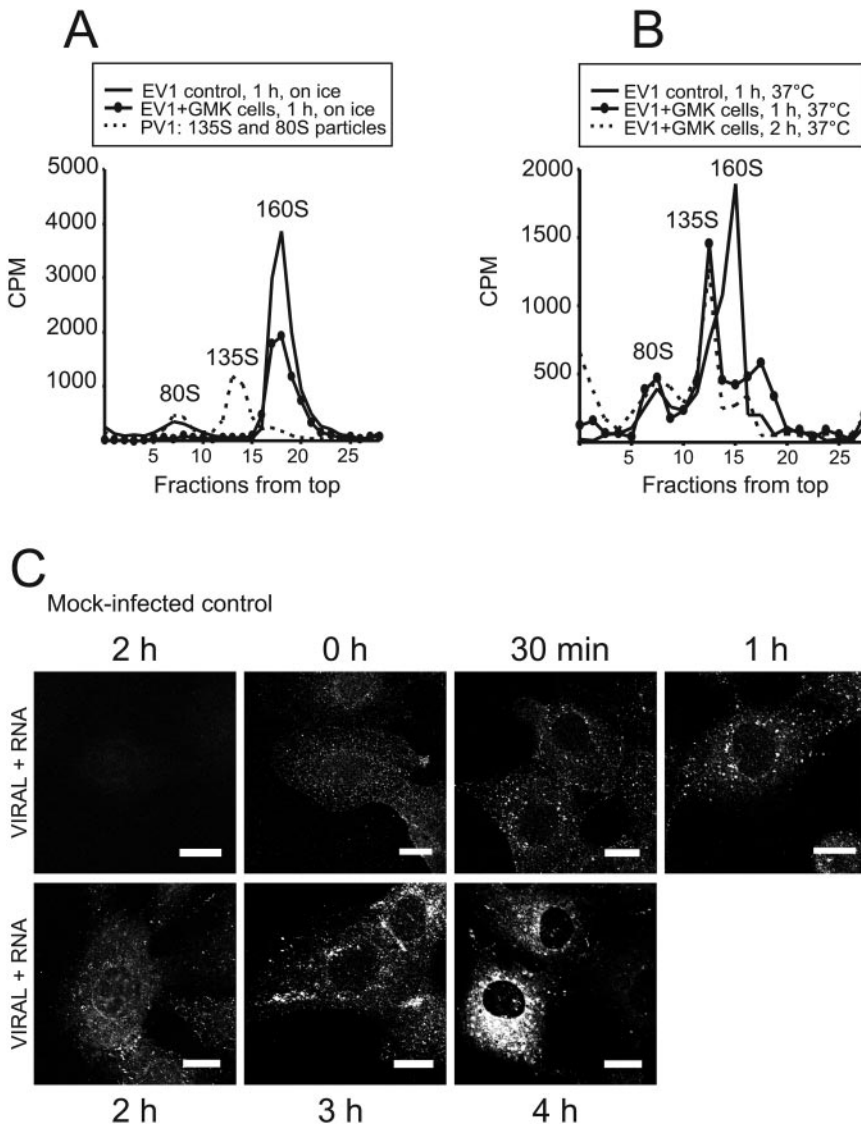 A
EV1 control, 1 h, on ice
EV1+GMK cells, 1 h, on ice
PV1: 135S and 80S particles
5000
4000
3000
2000
1000
CPM
160S
135S
80S
5 10 15 20 25
Fractions from top
B
EV1 control, 1 h, 37°C
EV1+GMK cells, 1 h, 37°C
EV1+GMK cells, 2 h, 37°C
2000
1500
1000
500
CPM
160S
135S
80S
5 10 15 20 25
Fractions from top
C
Mock-infected control
2 h 0 h 30 min 1 h
VIRAL + RNA
VIRAL + RNA
2 h 3 h 4 h